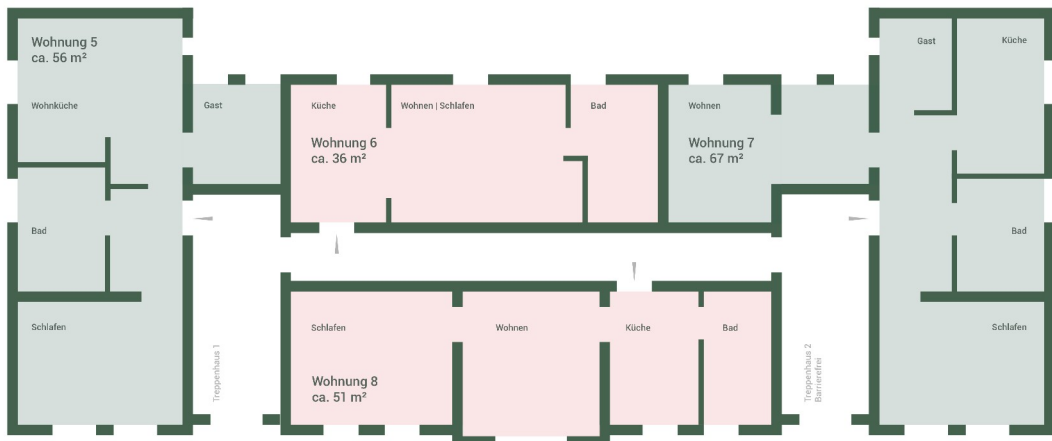 Wohnung 5
ca. 56 m²
Wohnküche
Bad
Schlafen
Gast
Treppenhaus 1
Küche
Wohnen | Schlafen
Bad
Wohnung 6
ca. 36 m²
Wohnen
Wohnung 7
ca. 67 m²
Gast
Küche
Bad
Schlafen
Schlafen
Wohnen
Küche
Bad
Wohnung 8
ca. 51 m²
Treppenhaus 2
Barrierefrei